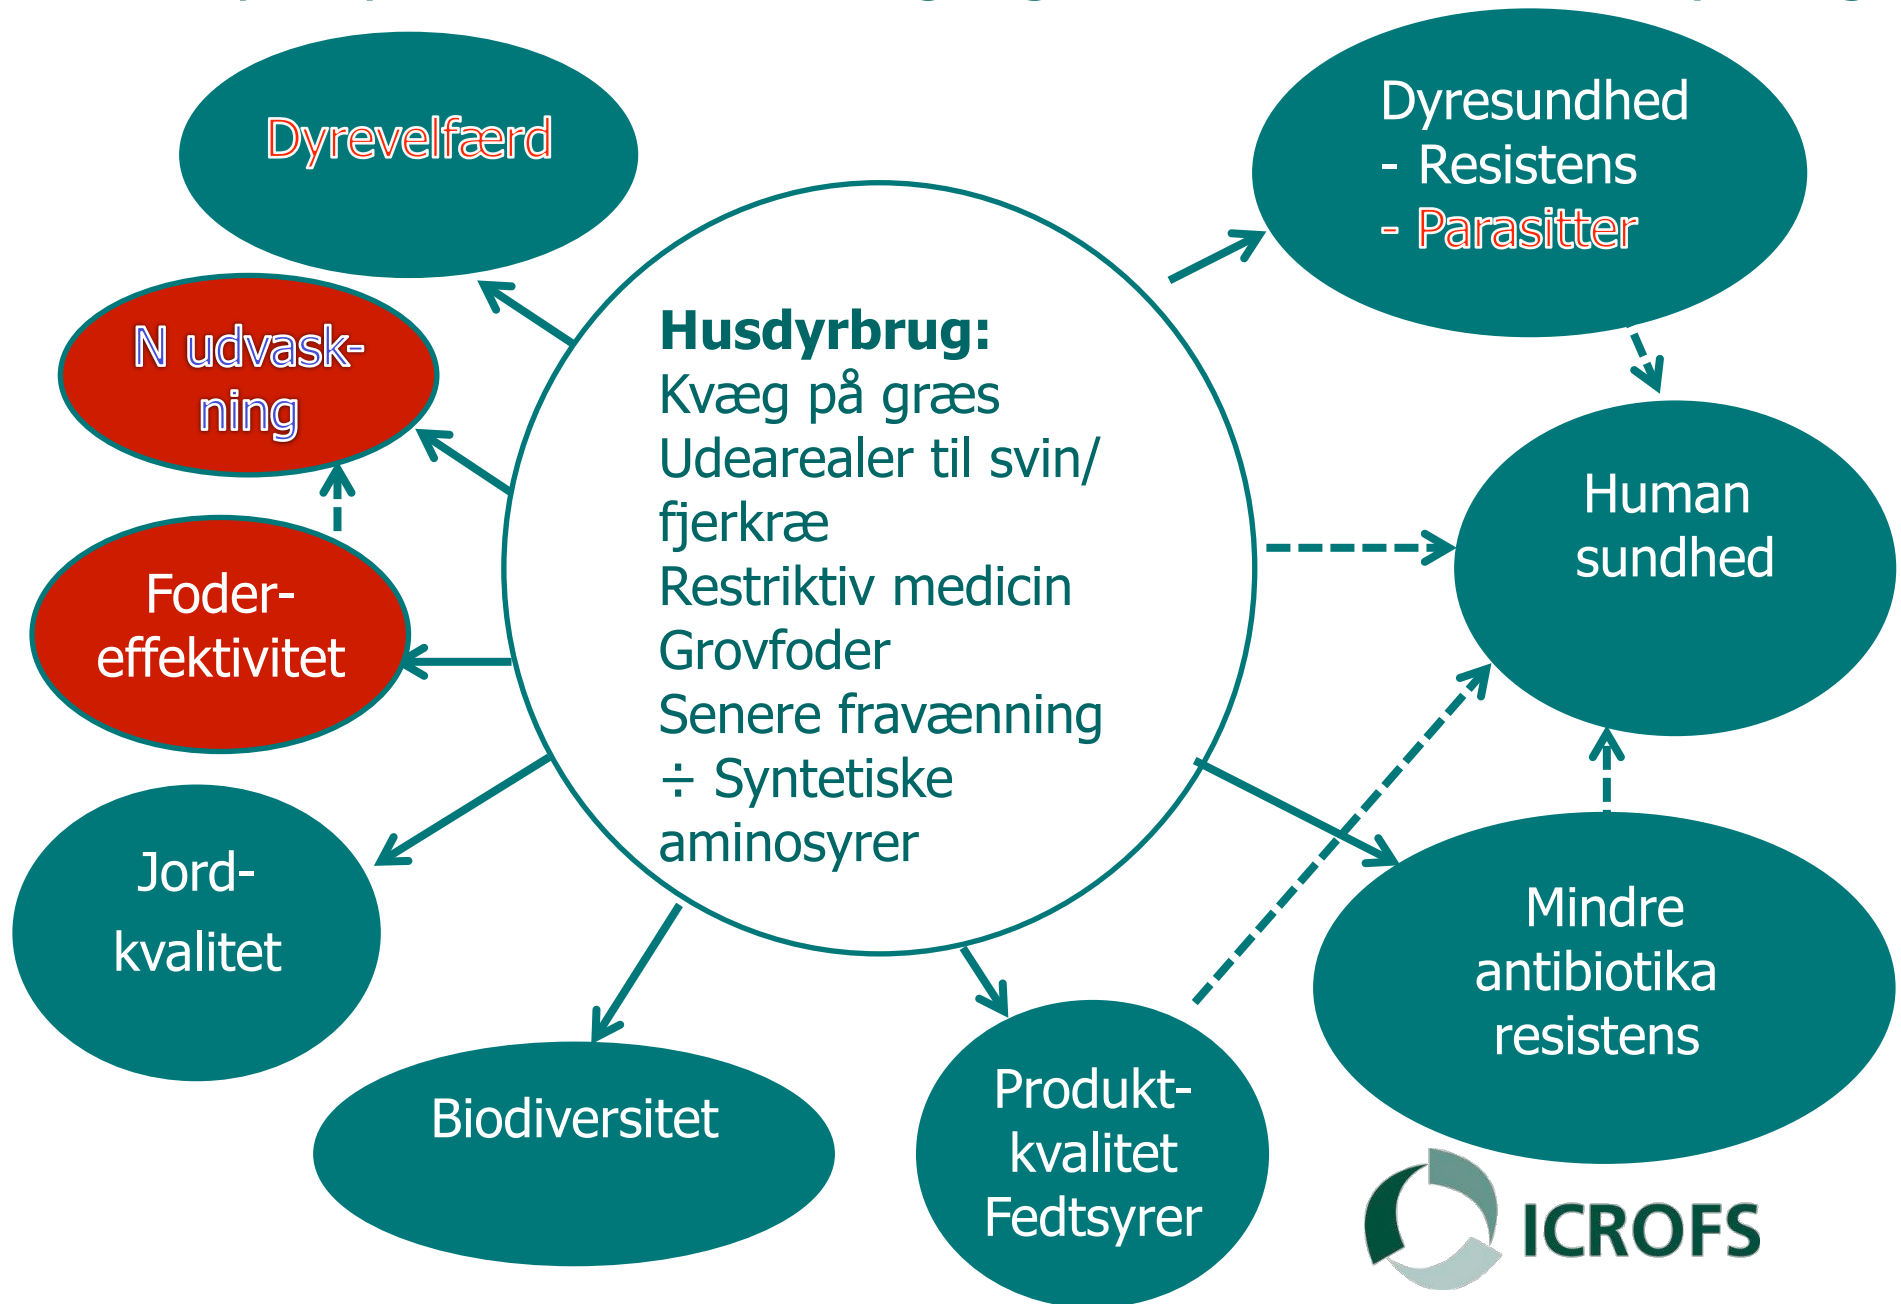 Dyrevelfærd
Dyresundhed
- Resistens
- Parasitter
N udvask-
ning
Husdyrbrug:
Kvæg på græs
Udearealer til svin/
fjerkræ
Restriktiv medicin
Grovfoder
Senere fravænning
÷ Syntetiske
aminosyrer
Human
sundhed
Foder-
effektivitet
Jord-
kvalitet
Mindre
antibiotika
resistens
Biodiversitet
Produkt-
kvalitet
Fedtsyrer
ICROFS